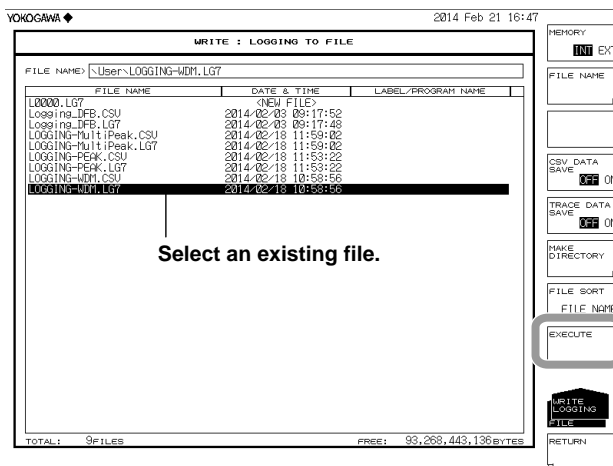 YOKOGAWA ◆ 2014 Feb 21 16:47
WRITE : LOGGING TO FILE
FILE NAME> \User\LOGGING-WDM.LG7
FILE NAME DATE & TIME LABEL/PROGRAM NAME
L0000.LG7 <NEW FILE>
Logging_DFB.CSV 2014/02/03 09:17:52
Logging_DFB.LG7 2014/02/03 09:17:48
LOGGING-MultiPeak.CSV 2014/02/18 11:59:02
LOGGING-MultiPeak.LG7 2014/02/18 11:59:02
LOGGING-PEAK.CSV 2014/02/18 11:53:22
LOGGING-PEAK.LG7 2014/02/18 11:53:22
LOGGING-WDM.CSV 2014/02/18 10:58:56
LOGGING-WDM.LG7 2014/02/18 10:58:56
Select an existing file.
TOTAL: 9FILES FREE: 93,268,443,136BYTES
MEMORY
INT EXT
FILE NAME
CSV DATA
SAVE
OFF ON
TRACE DATA
SAVE
OFF ON
MAKE
DIRECTORY
FILE SORT
FILE NAME
EXECUTE
WRITE
LOGGING
FILE
RETURN